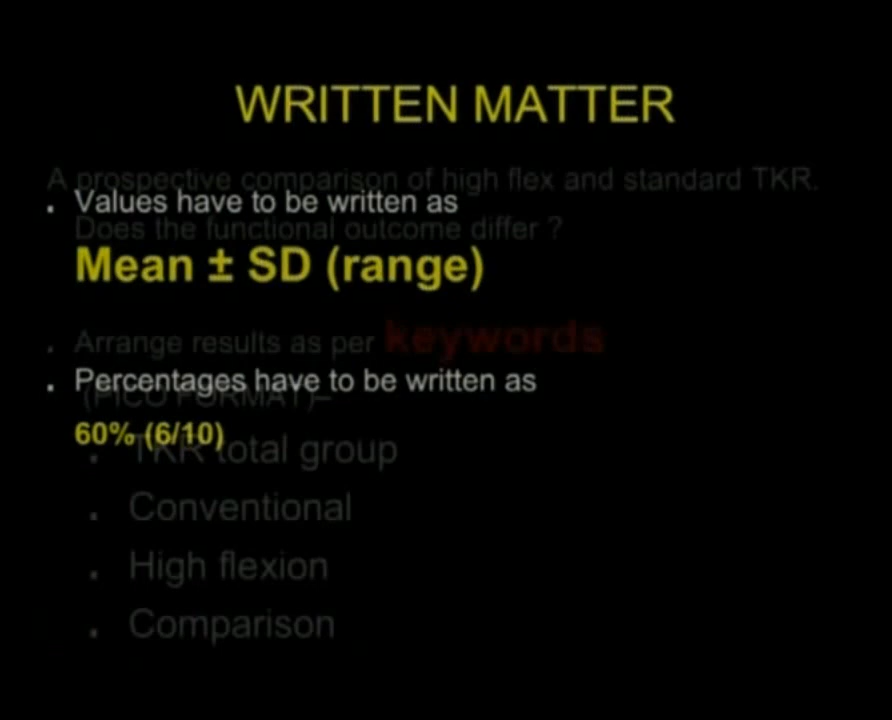 WRITTEN MATTER
A prospective comparison of high flex and standard TKR.
. Values have to be written as
Does the functional outcome differ ?
Mean ± SD (range)
. Arrange results as per keywords
. Percentages have to be written as
(PICO FORMAT)–
60% (6/10)
. TKR total group
. Conventional
. High flexion
. Comparison